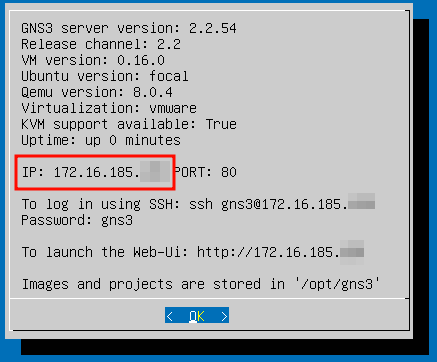 GNS3 server version: 2.2.54
Release channel: 2.2
VM version: 0.16.0
Ubuntu version: focal
Qemu version: 8.0.4
Virtualization: vmware
KVM support available: True
Uptime: up 0 minutes
IP: 172.16.185. PORT: 80
To log in using SSH: ssh gns3@172.16.185.
Password: gns3
To launch the Web-Ui: http://172.16.185.
Images and projects are stored in '/opt/gns3'
< OK >